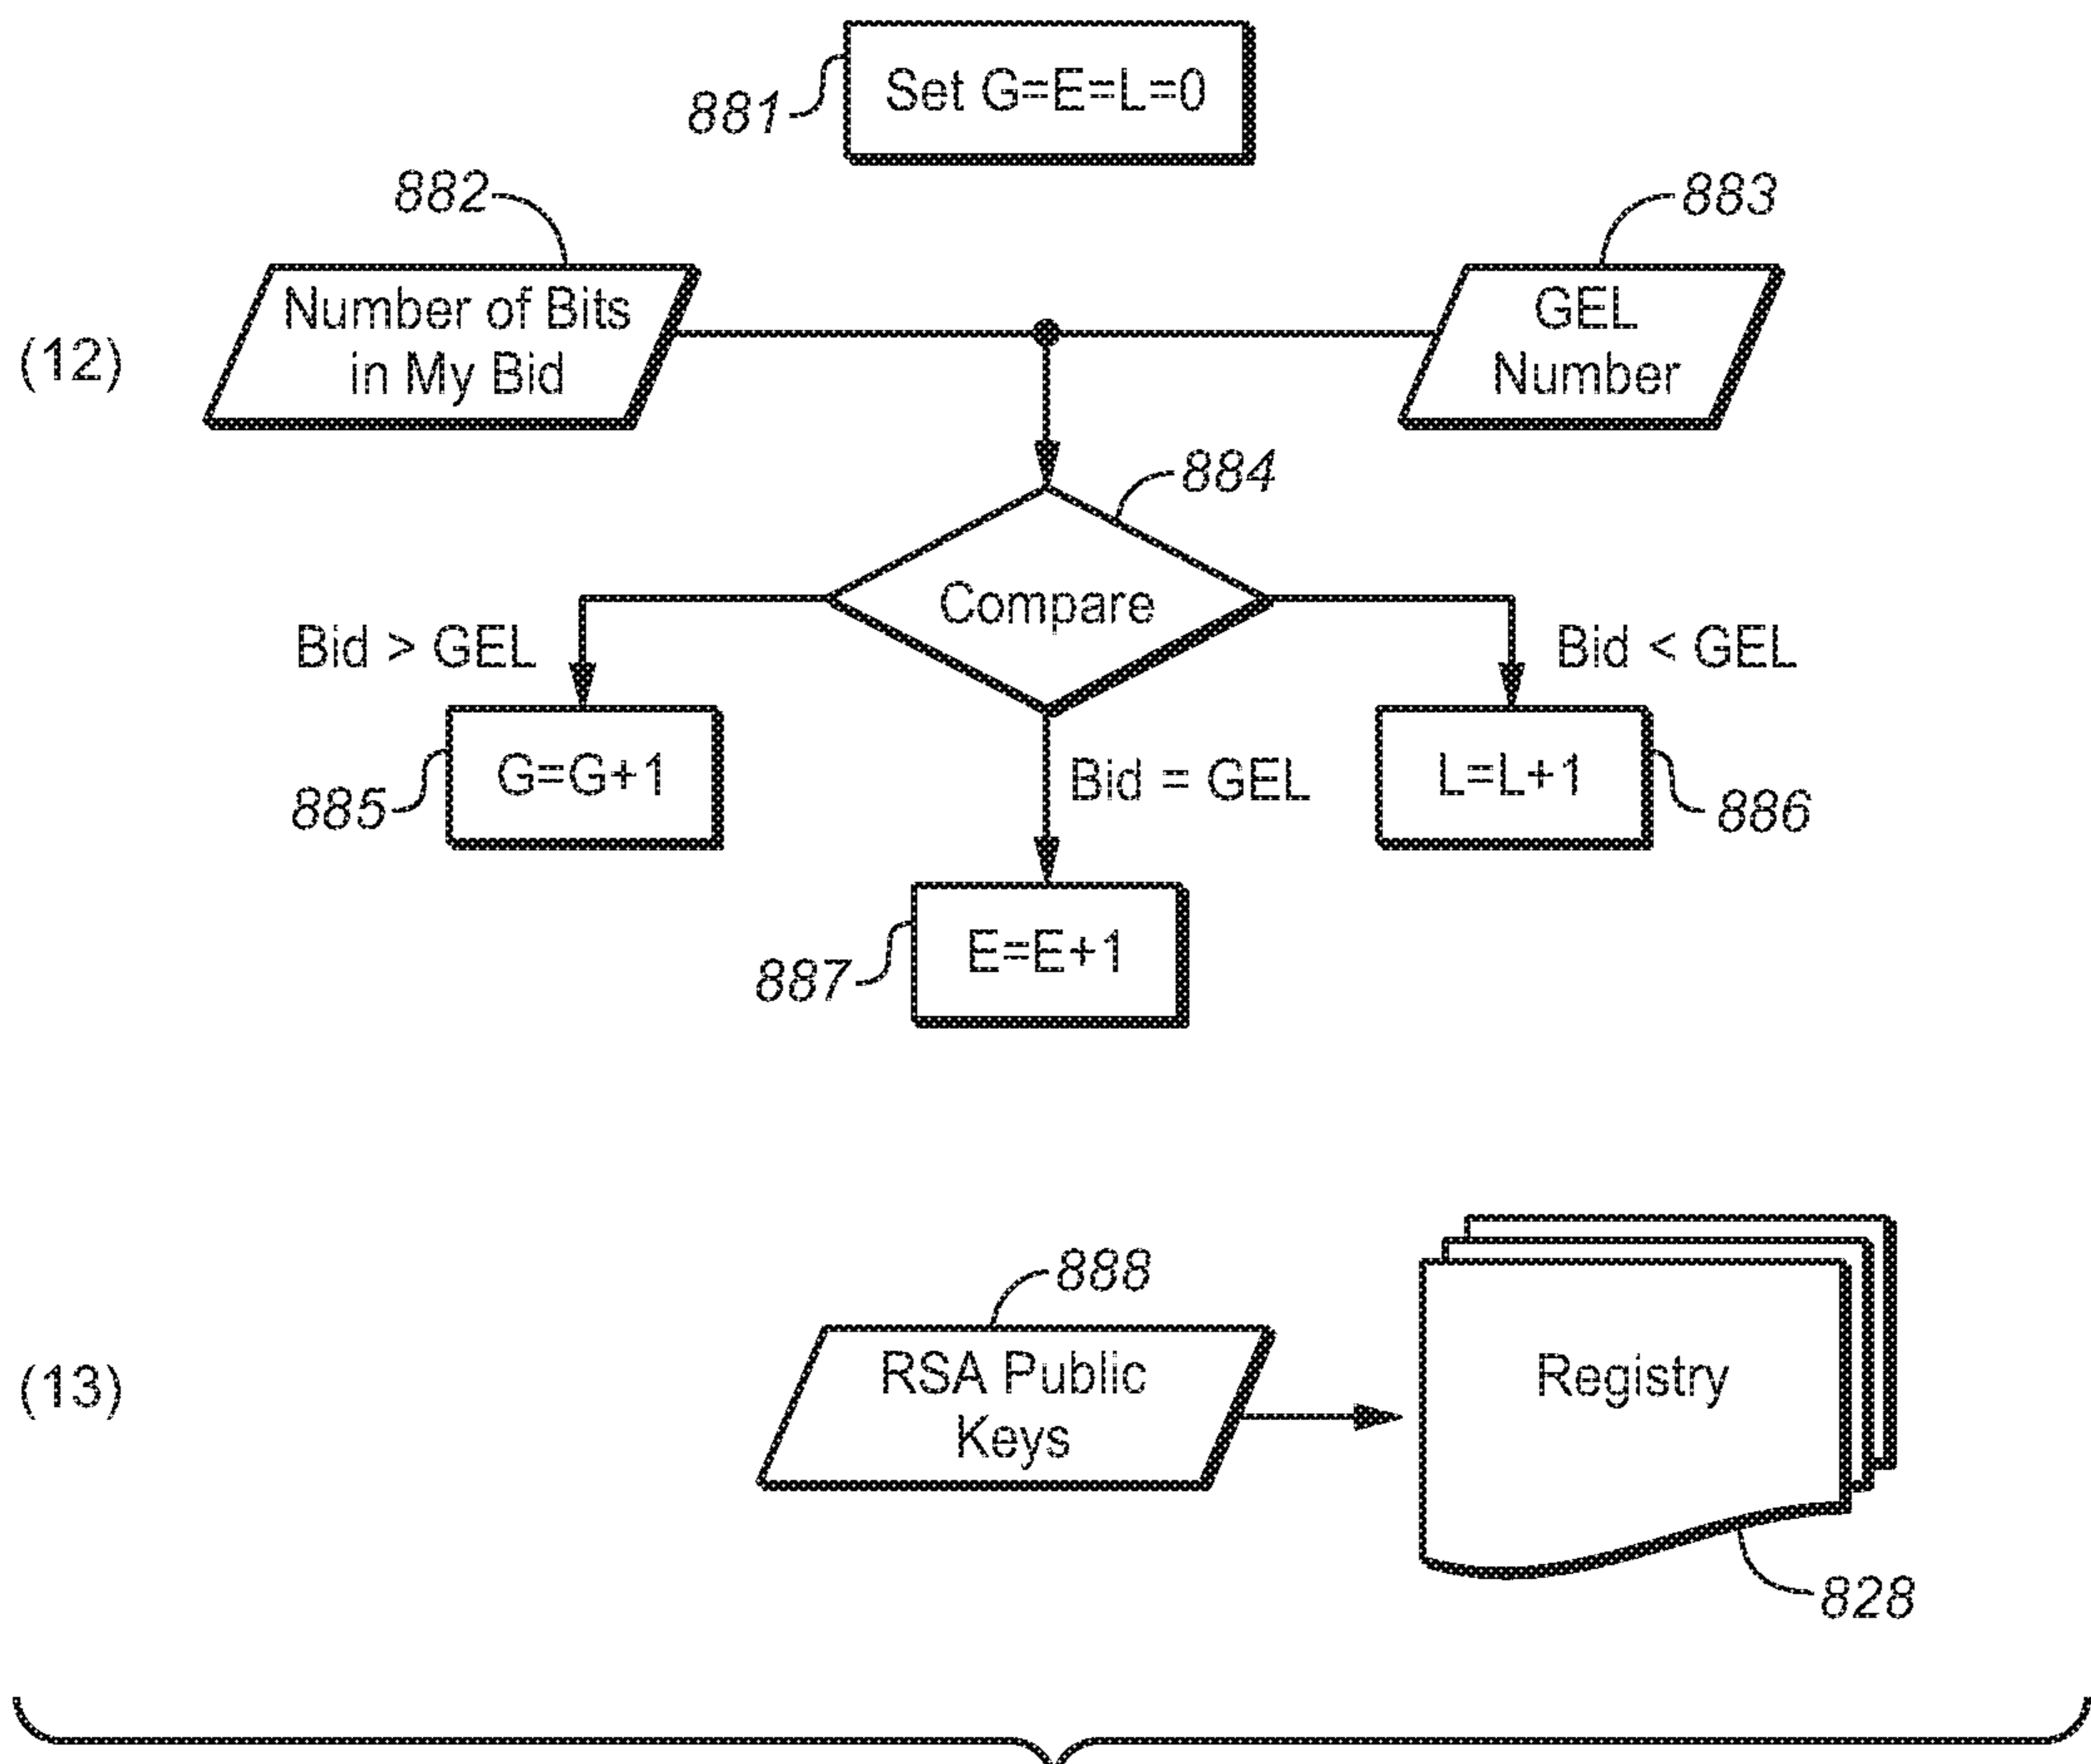 Set G=E=L=0
881
882
883
(12)
Number of Bits
in My Bid
GEL
Number
884
Compare
Bid > GEL
Bid < GEL
G=G+1
885
Bid = GEL
L=L+1
886
E=E+1
887
888
(13)
RSA Public
Keys
Registry
828